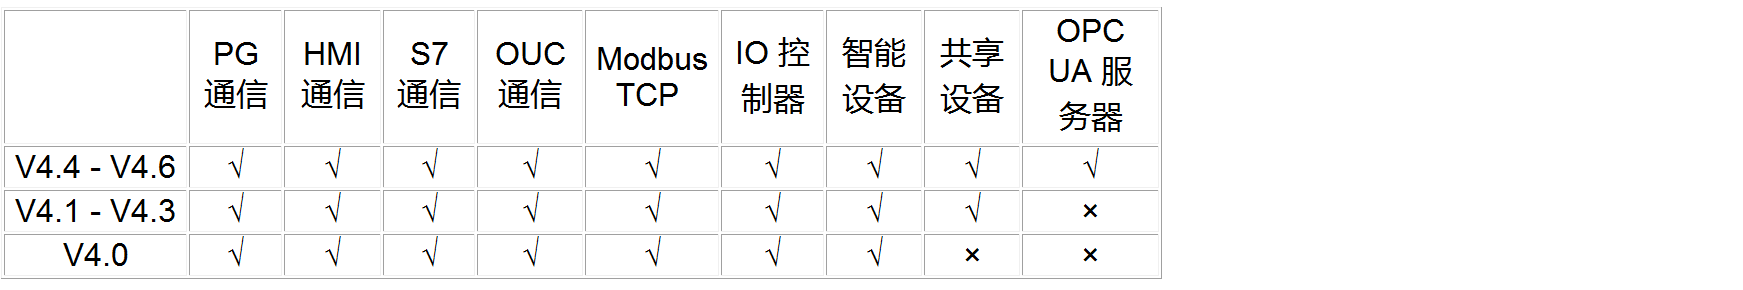 PG 通信 HMI 通信 S7 通信 OUC 通信 Modbus TCP IO 控制器 智能设备 共享设备 OPC UA 服务器
V4.4 - V4.6 √ √ √ √ √ √ √ √ √
V4.1 - V4.3 √ √ √ √ √ √ √ √ ×
V4.0 √ √ √ √ √ √ √ × ×